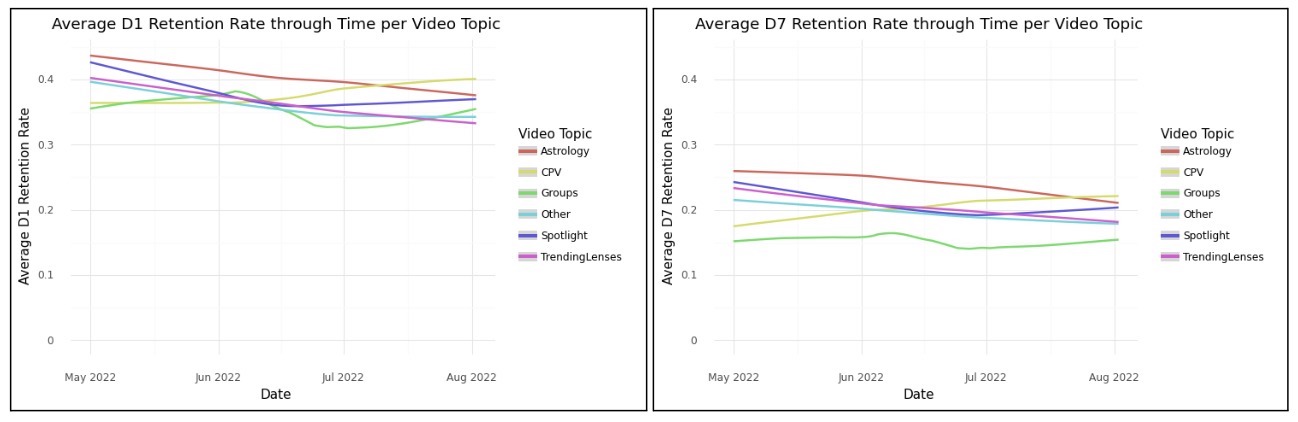 Average D1 Retention Rate through Time per Video Topic
Average D1 Retention Rate
0.4
0.3
0.2
0.1
0
May 2022
Jun 2022
Jul 2022
Aug 2022
Date
Video Topic
Astrology
CPV
Groups
Other
Spotlight
TrendingLenses
Average D7 Retention Rate through Time per Video Topic
Average D7 Retention Rate
0.4
0.3
0.2
0.1
0
May 2022
Jun 2022
Jul 2022
Aug 2022
Date
Video Topic
Astrology
CPV
Groups
Other
Spotlight
TrendingLenses